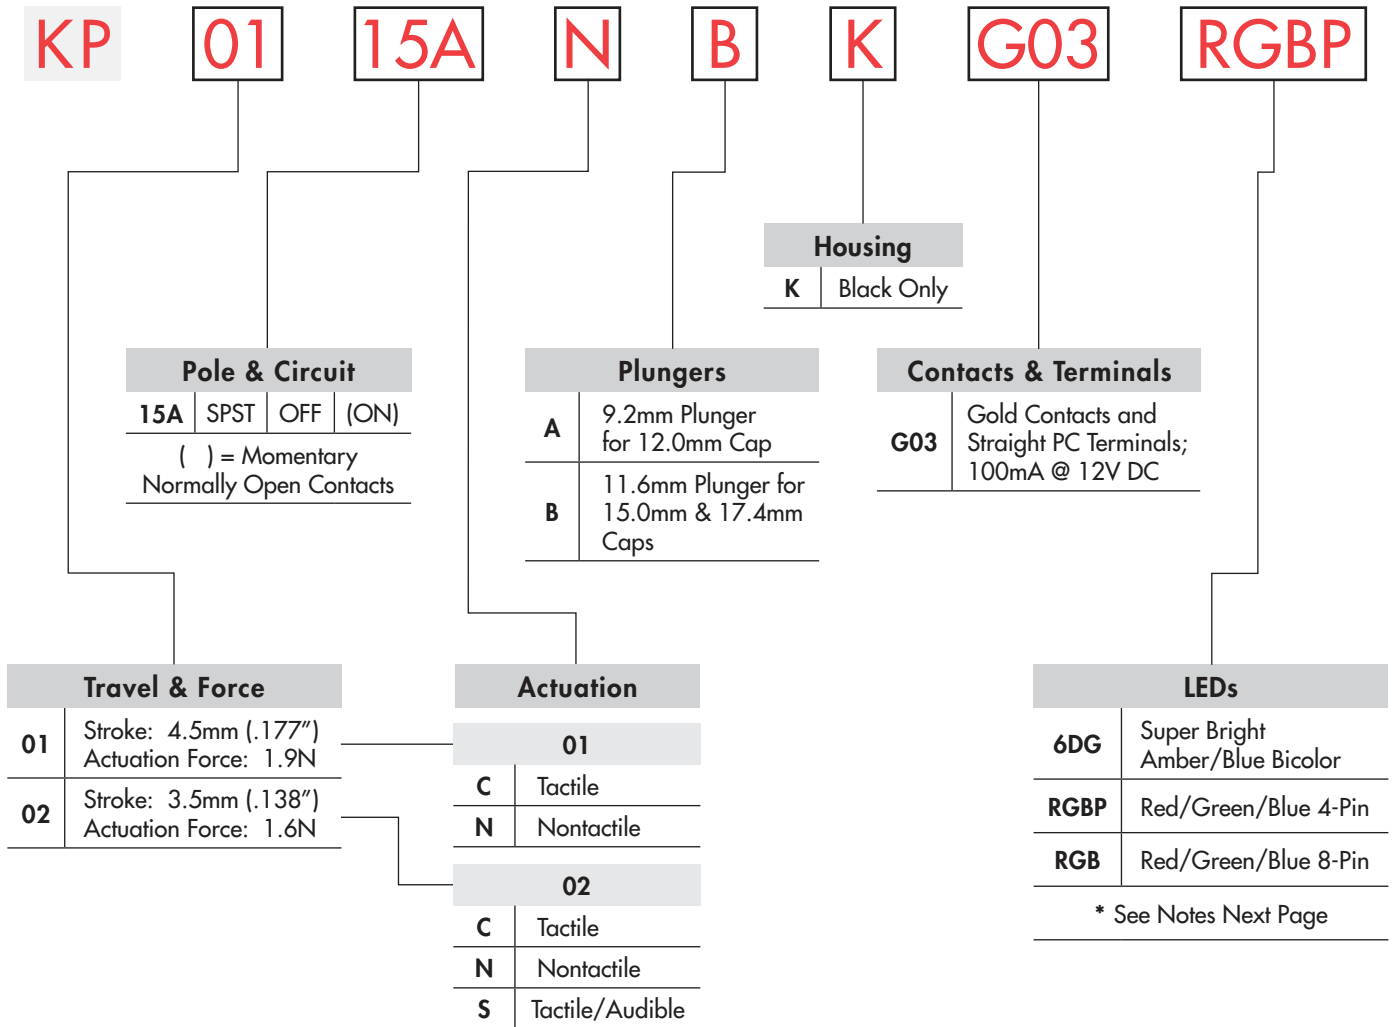 KP 01 15A N B K G03 RGBP
Housing
K Black Only
Pole & Circuit
15A SPST OFF (ON)
( ) = Momentary
Normally Open Contacts
Plungers
A 9.2mm Plunger
for 12.0mm Cap
B 11.6mm Plunger for
15.0mm & 17.4mm
Caps
Contacts & Terminals
G03 Gold Contacts and
Straight PC Terminals;
100mA @ 12V DC
Travel & Force
01 Stroke: 4.5mm (.177″)
Actuation Force: 1.9N
02 Stroke: 3.5mm (.138″)
Actuation Force: 1.6N
Actuation
01
C Tactile
N Nontactile
02
C Tactile
N Nontactile
S Tactile/Audible
LEDs
6DG Super Bright
Amber/Blue Bicolor
RGBP Red/Green/Blue 4-Pin
RGB Red/Green/Blue 8-Pin
* See Notes Next Page